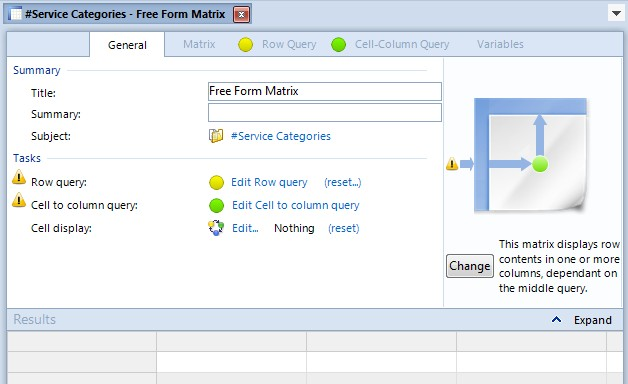 #Service Categories - Free Form Matrix
General Matrix Row Query Cell-Column Query Variables
Summary
Title: Free Form Matrix
Summary:
Subject: #Service Categories
Tasks
Row query: Edit Row query (reset...)
Cell to column query: Edit Cell to column query
Cell display: Edit... Nothing (reset)
Change
This matrix displays row
contents in one or more
columns, dependant on
the middle query.
Results Expand